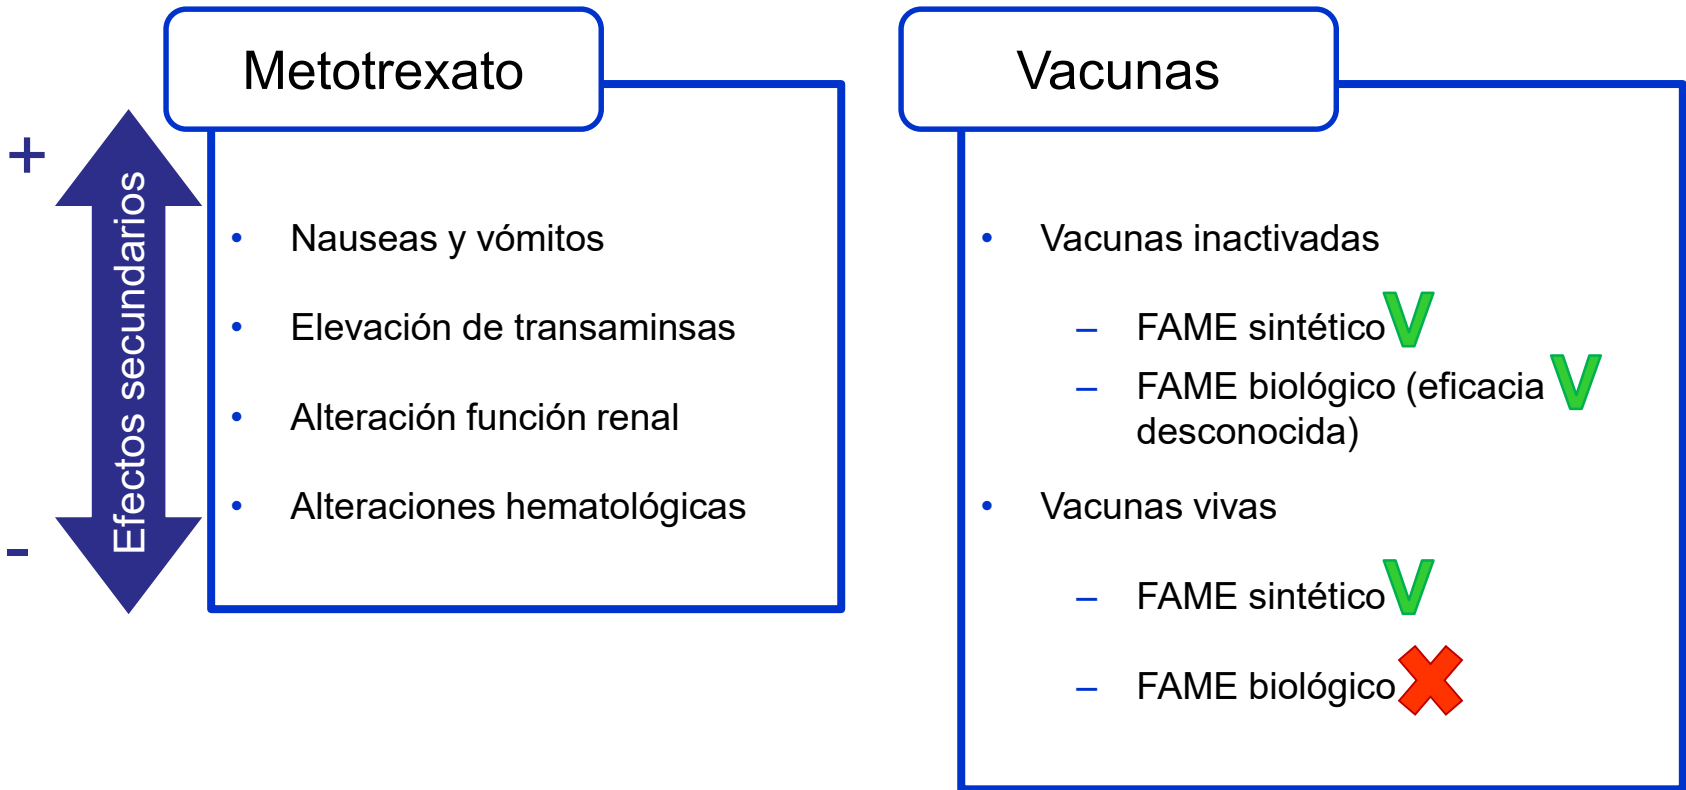 Metotrexato
+
Efectos secundarios
-
• Nauseas y vómitos
• Elevación de transaminsas
• Alteración función renal
• Alteraciones hematológicas
Vacunas
• Vacunas inactivadas
– FAME sintético V
– FAME biológico (eficacia V
desconocida)
• Vacunas vivas
– FAME sintético V
– FAME biológico